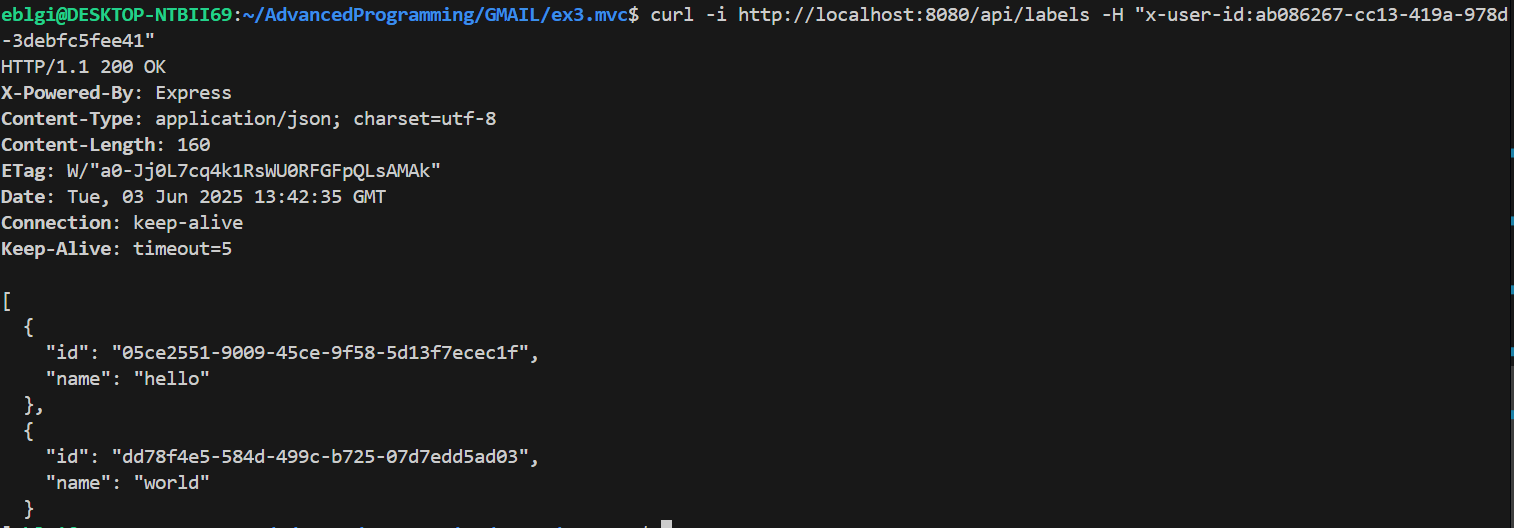 eblgi@DESKTOP-NTBII69:~/AdvancedProgramming/GMAIL/ex3.mvc$ curl -i http://localhost:8080/api/labels -H "x-user-id:ab086267-cc13-419a-978d
-3debfc5fee41"
HTTP/1.1 200 OK
X-Powered-By: Express
Content-Type: application/json; charset=utf-8
Content-Length: 160
ETag: W/"a0-Jj0L7cq4k1RsWU0RFGFpQLsAMAk"
Date: Tue, 03 Jun 2025 13:42:35 GMT
Connection: keep-alive
Keep-Alive: timeout=5
[
  {
    "id": "05ce2551-9009-45ce-9f58-5d13f7ecec1f",
    "name": "hello"
  },
  {
    "id": "dd78f4e5-584d-499c-b725-07d7edd5ad03",
    "name": "world"
  }